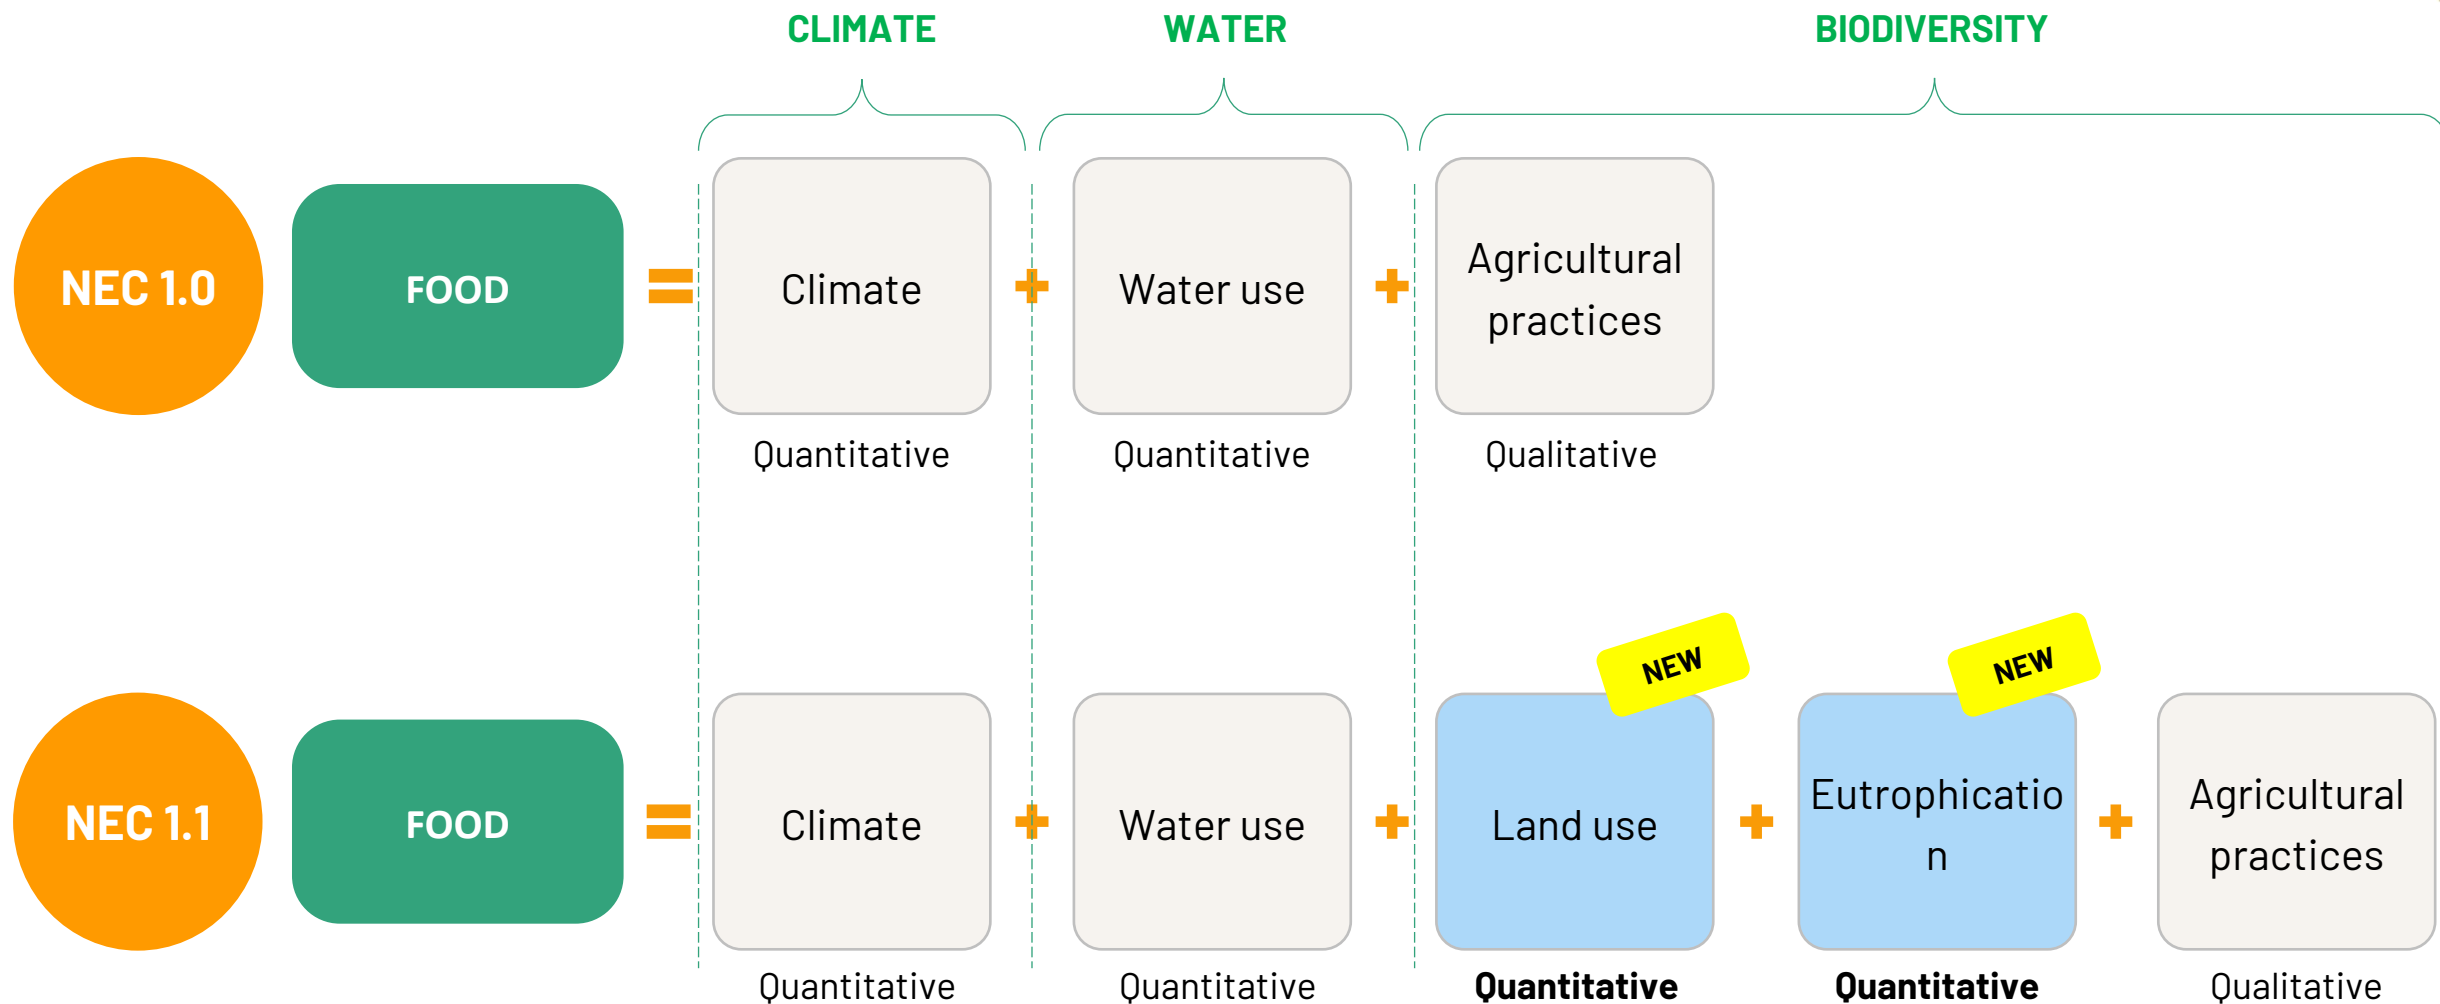 CLIMATE
WATER
BIODIVERSITY
NEC 1.0
FOOD
=
Climate
+
Water use
+
Agricultural
practices
Quantitative
Quantitative
Qualitative
NEC 1.1
FOOD
=
Climate
+
Water use
+
NEW
Land use
+
NEW
Eutrophicatio
n
+
Agricultural
practices
Quantitative
Quantitative
Quantitative
Quantitative
Qualitative